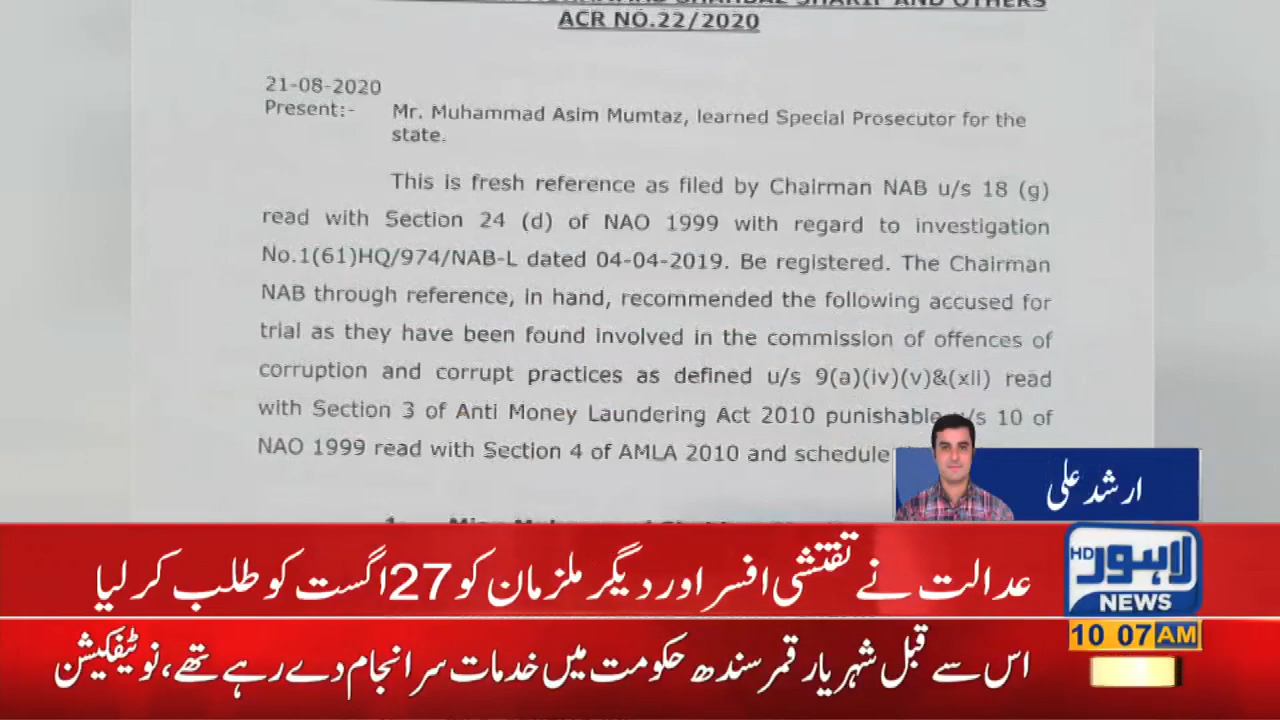 SHAHBAZ SHARIF AND OTHERS
ACR NO.22/2020
21-08-2020
Present:- Mr. Muhammad Asim Mumtaz, learned Special Prosecutor for the
state.
This is fresh reference as filed by Chairman NAB u/s 18 (g)
read with Section 24 (d) of NAO 1999 with regard to investigation
No.1(61)HQ/974/NAB-L dated 04-04-2019. Be registered. The Chairman
NAB through reference, in hand, recommended the following accused for
trial as they have been found involved in the commission of offences of
corruption and corrupt practices as defined u/s 9(a)(iv)(v)&(xii) read
with Section 3 of Anti Money Laundering Act 2010 punishable u/s 10 of
NAO 1999 read with Section 4 of AMLA 2010 and schedule
ارشد علی
عدالت نے تفتیشی افسر اور دیگر ملزمان کو 27 اگست کو طلب کر لیا
HD
لاہور
NEWS
10 07 AM
اس سے قبل شہریار قمر سندھ حکومت میں خدمات سرانجام دے رہے تھے، نوٹیفکیشن